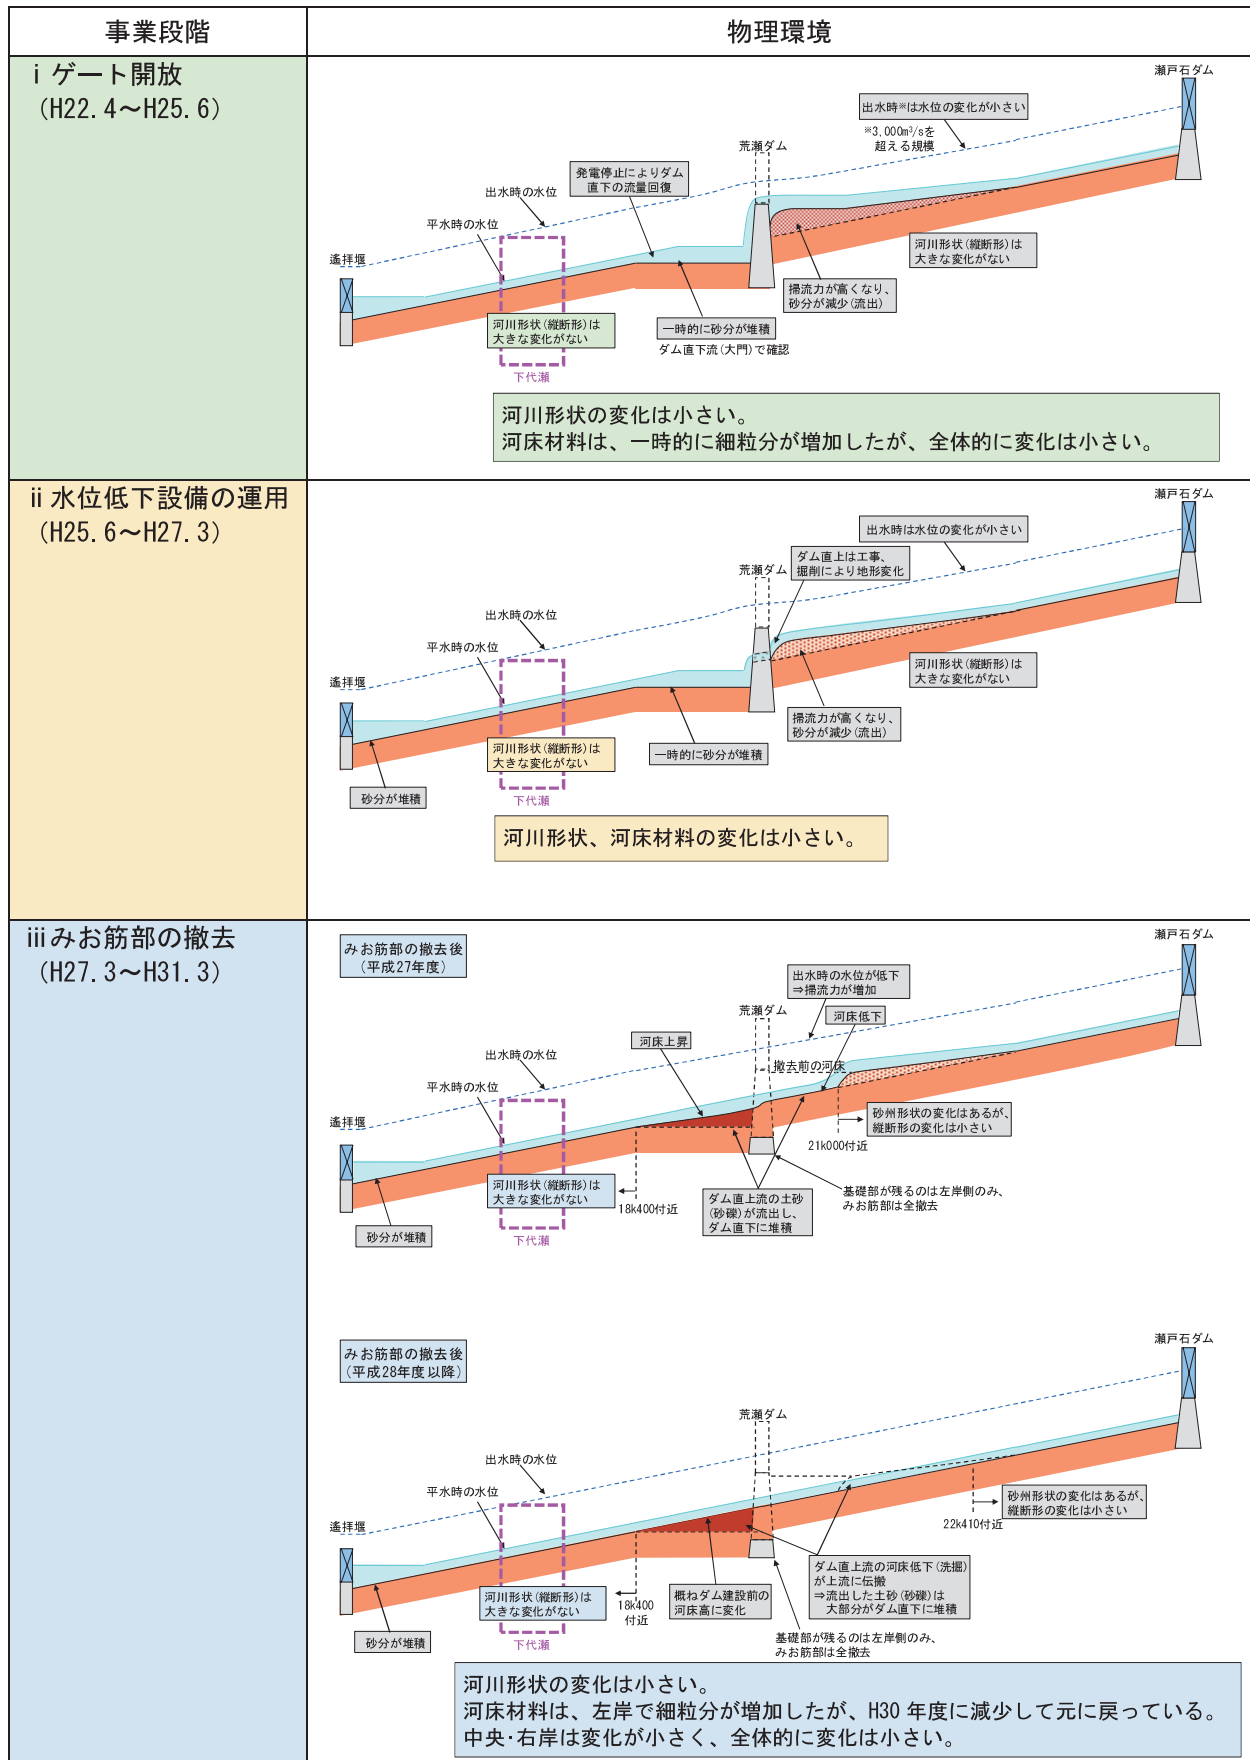 事業段階
物理環境
ⅰ ゲート開放
（H22.4～H25.6）
瀬戸石ダム
出水時※は水位の変化が小さい
※3,000m³/sを
超える規模
荒瀬ダム
発電停止によりダム
直下の流量回復
出水時の水位
平水時の水位
遙拝堰
河川形状(縦断形)は
大きな変化がない
掃流力が高くなり、
砂分が減少(流出)
河川形状(縦断形)は
大きな変化がない
一時的に砂分が堆積
ダム直下流(大門)で確認
下代瀬
河川形状の変化は小さい。
河床材料は、一時的に細粒分が増加したが、全体的に変化は小さい。
ⅱ 水位低下設備の運用
（H25.6～H27.3）
瀬戸石ダム
出水時は水位の変化が小さい
ダム直上は工事、
掘削により地形変化
荒瀬ダム
出水時の水位
平水時の水位
遙拝堰
河川形状(縦断形)は
大きな変化がない
掃流力が高くなり、
砂分が減少(流出)
河川形状(縦断形)は
大きな変化がない
一時的に砂分が堆積
砂分が堆積
下代瀬
河川形状、河床材料の変化は小さい。
ⅲ みお筋部の撤去
（H27.3～H31.3）
みお筋部の撤去後
（平成27年度）
瀬戸石ダム
出水時の水位が低下
⇒掃流力が増加
荒瀬ダム
河床低下
河床上昇
出水時の水位
撤去前の河床
平水時の水位
遙拝堰
砂州形状の変化はあるが、
縦断形の変化は小さい
21k000付近
河川形状(縦断形)は
大きな変化がない
18k400付近
ダム直上流の土砂
(砂礫)が流出し、
ダム直下に堆積
基礎部が残るのは左岸側のみ、
みお筋部は全撤去
砂分が堆積
下代瀬
みお筋部の撤去後
（平成28年度以降）
瀬戸石ダム
荒瀬ダム
出水時の水位
平水時の水位
遙拝堰
砂州形状の変化はあるが、
縦断形の変化は小さい
22k410付近
河川形状(縦断形)は
大きな変化がない
18k400
付近
概ねダム建設前の
河床高に変化
ダム直上流の河床低下(洗掘)
が上流に伝搬
⇒流出した土砂(砂礫)は
大部分がダム直下に堆積
砂分が堆積
下代瀬
基礎部が残るのは左岸側のみ、
みお筋部は全撤去
河川形状の変化は小さい。
河床材料は、左岸で細粒分が増加したが、H30 年度に減少して元に戻っている。
中央・右岸は変化が小さく、全体的に変化は小さい。